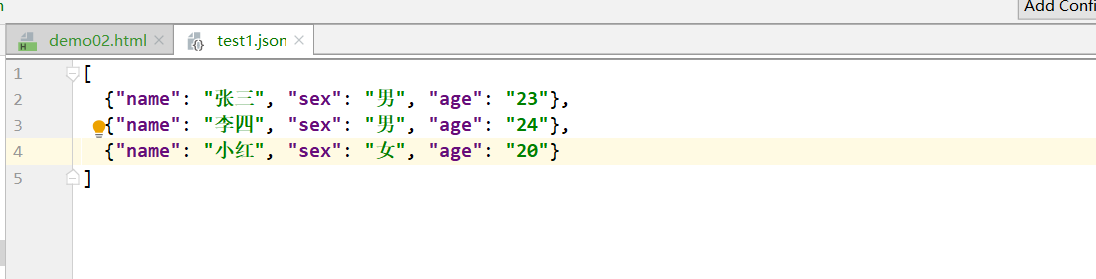 Add Confi
demo02.html test1.json
1 [
2 {"name": "张三", "sex": "男", "age": "23"},
3 {"name": "李四", "sex": "男", "age": "24"},
4 {"name": "小红", "sex": "女", "age": "20"}
5 ]